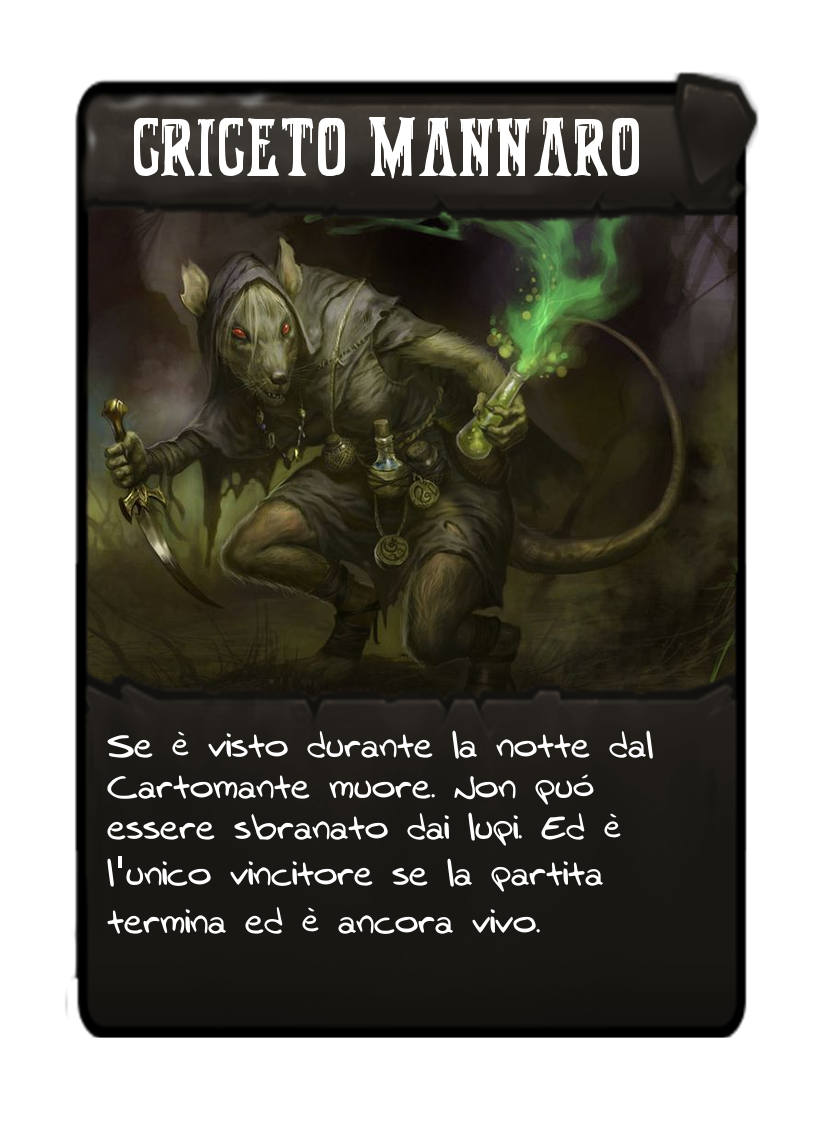 CRICETO MANNARO
Se è visto durante la notte dal
Cartomante muore. Non puó
essere sbranato dai lupi. Ed è
l'unico vincitore se la partita
termina ed è ancora vivo.